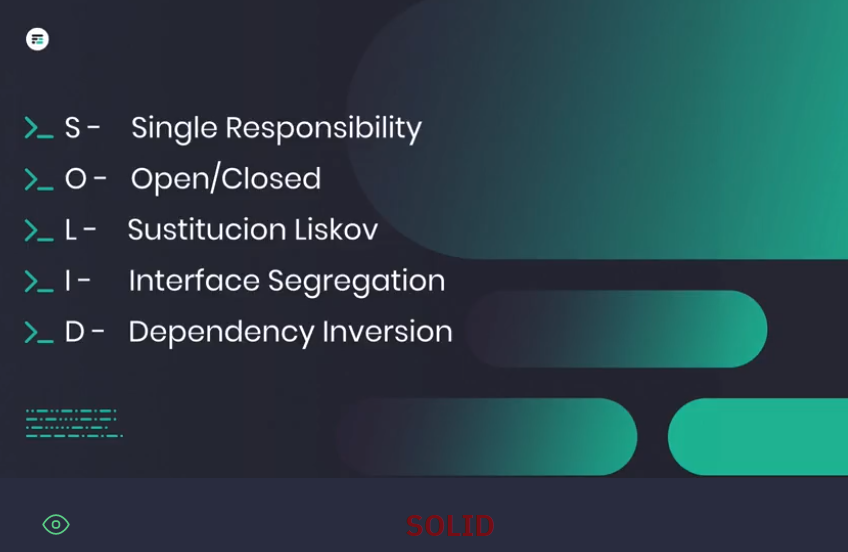 S - Single Responsibility
O - Open/Closed
L - Sustitucion Liskov
I - Interface Segregation
D - Dependency Inversion
SOLID